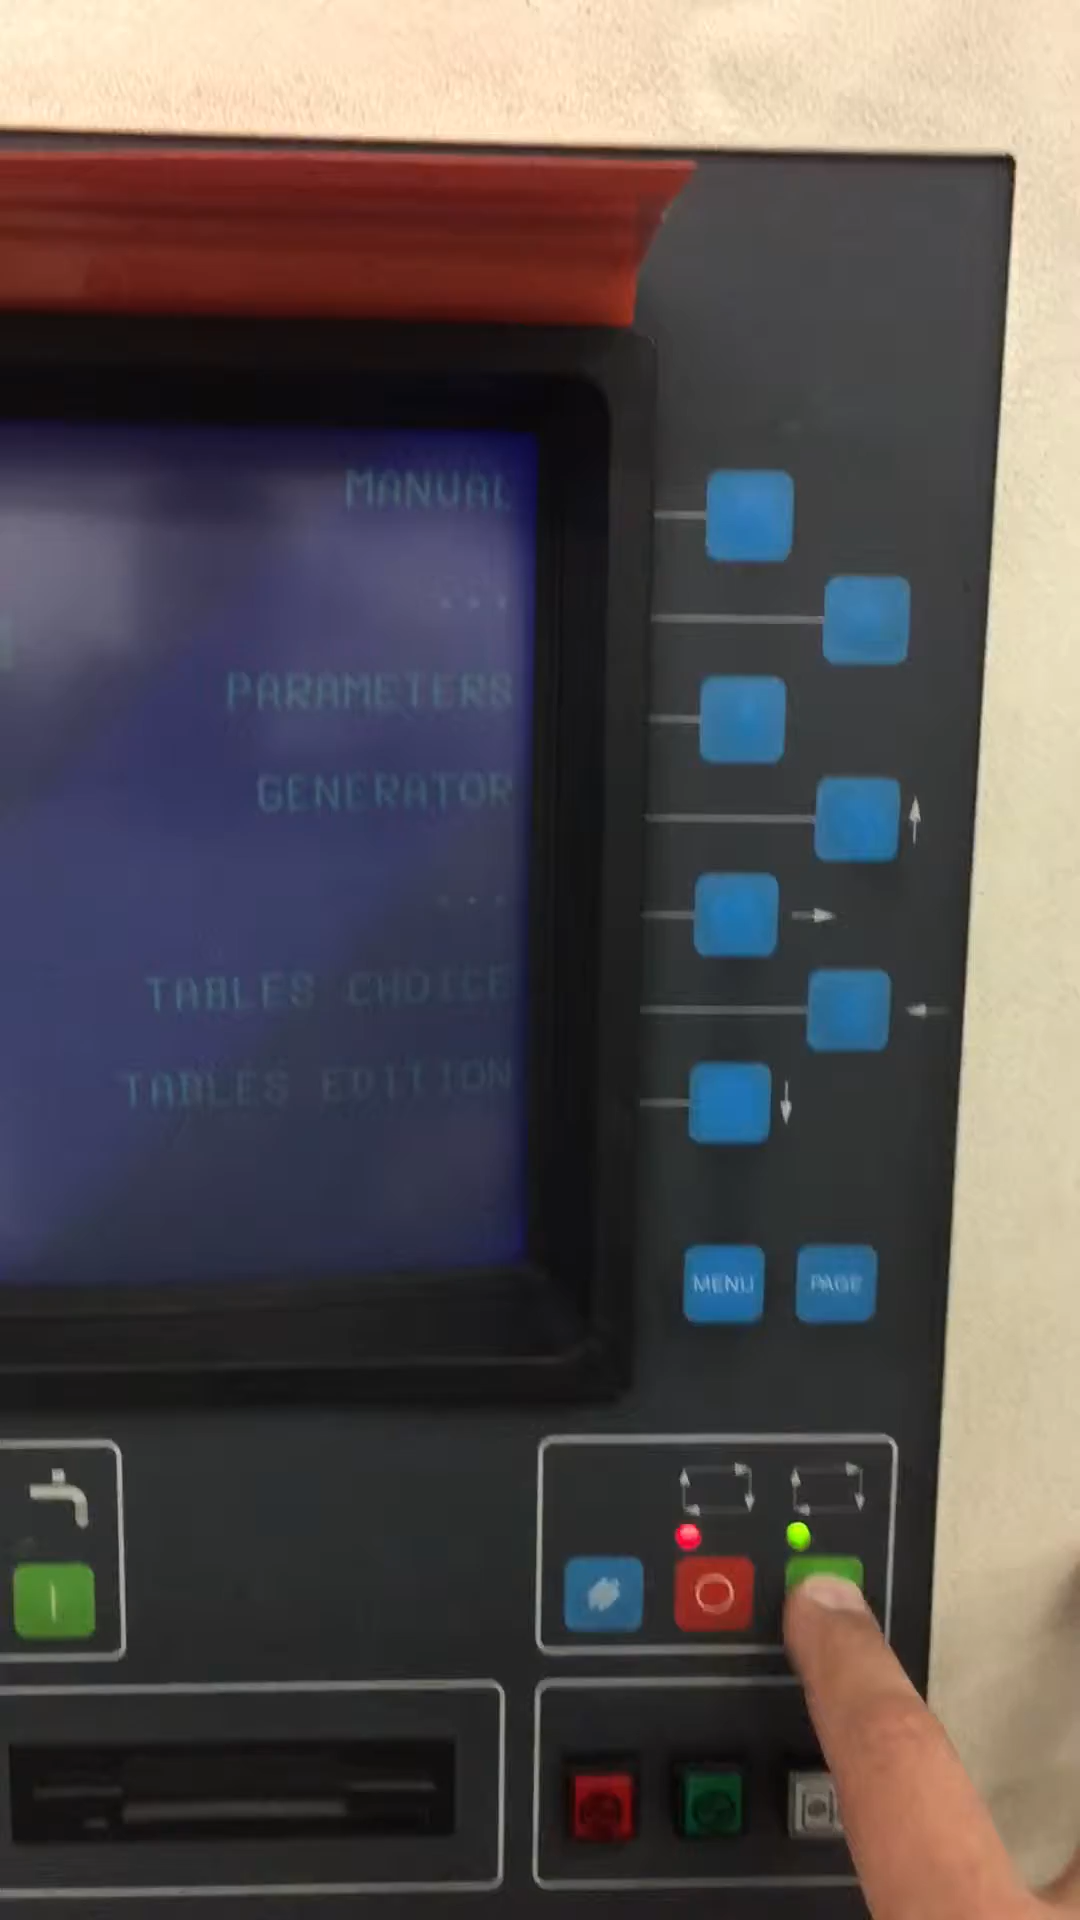 MANUAL
...
PARAMETERS
GENERATOR
...
TABLES CHOICE
TABLES EDITION
MENU
PAGE